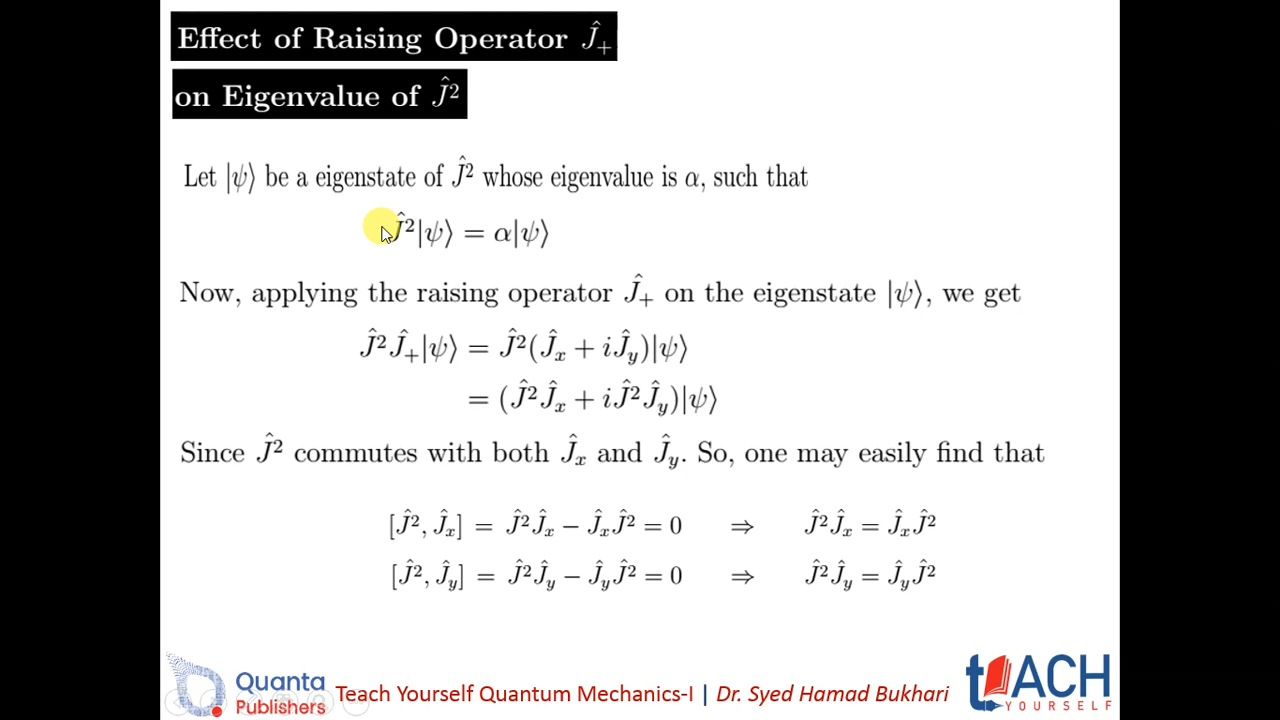 Effect of Raising Operator Ĵ₊
on Eigenvalue of Ĵ²
Let |ψ⟩ be a eigenstate of Ĵ² whose eigenvalue is α, such that
Ĵ²|ψ⟩ = α|ψ⟩
Now, applying the raising operator Ĵ₊ on the eigenstate |ψ⟩, we get
Ĵ²Ĵ₊|ψ⟩ = Ĵ²(Ĵₓ + iĴᵧ)|ψ⟩
= (Ĵ²Ĵₓ + iĴ²Ĵᵧ)|ψ⟩
Since Ĵ² commutes with both Ĵₓ and Ĵᵧ. So, one may easily find that
[Ĵ², Ĵₓ] = Ĵ²Ĵₓ − ĴₓĴ² = 0 ⇒ Ĵ²Ĵₓ = ĴₓĴ²
[Ĵ², Ĵᵧ] = Ĵ²Ĵᵧ − ĴᵧĴ² = 0 ⇒ Ĵ²Ĵᵧ = ĴᵧĴ²
Quanta
Publishers
Teach Yourself Quantum Mechanics-I | Dr. Syed Hamad Bukhari
tEACH
YOURSELF